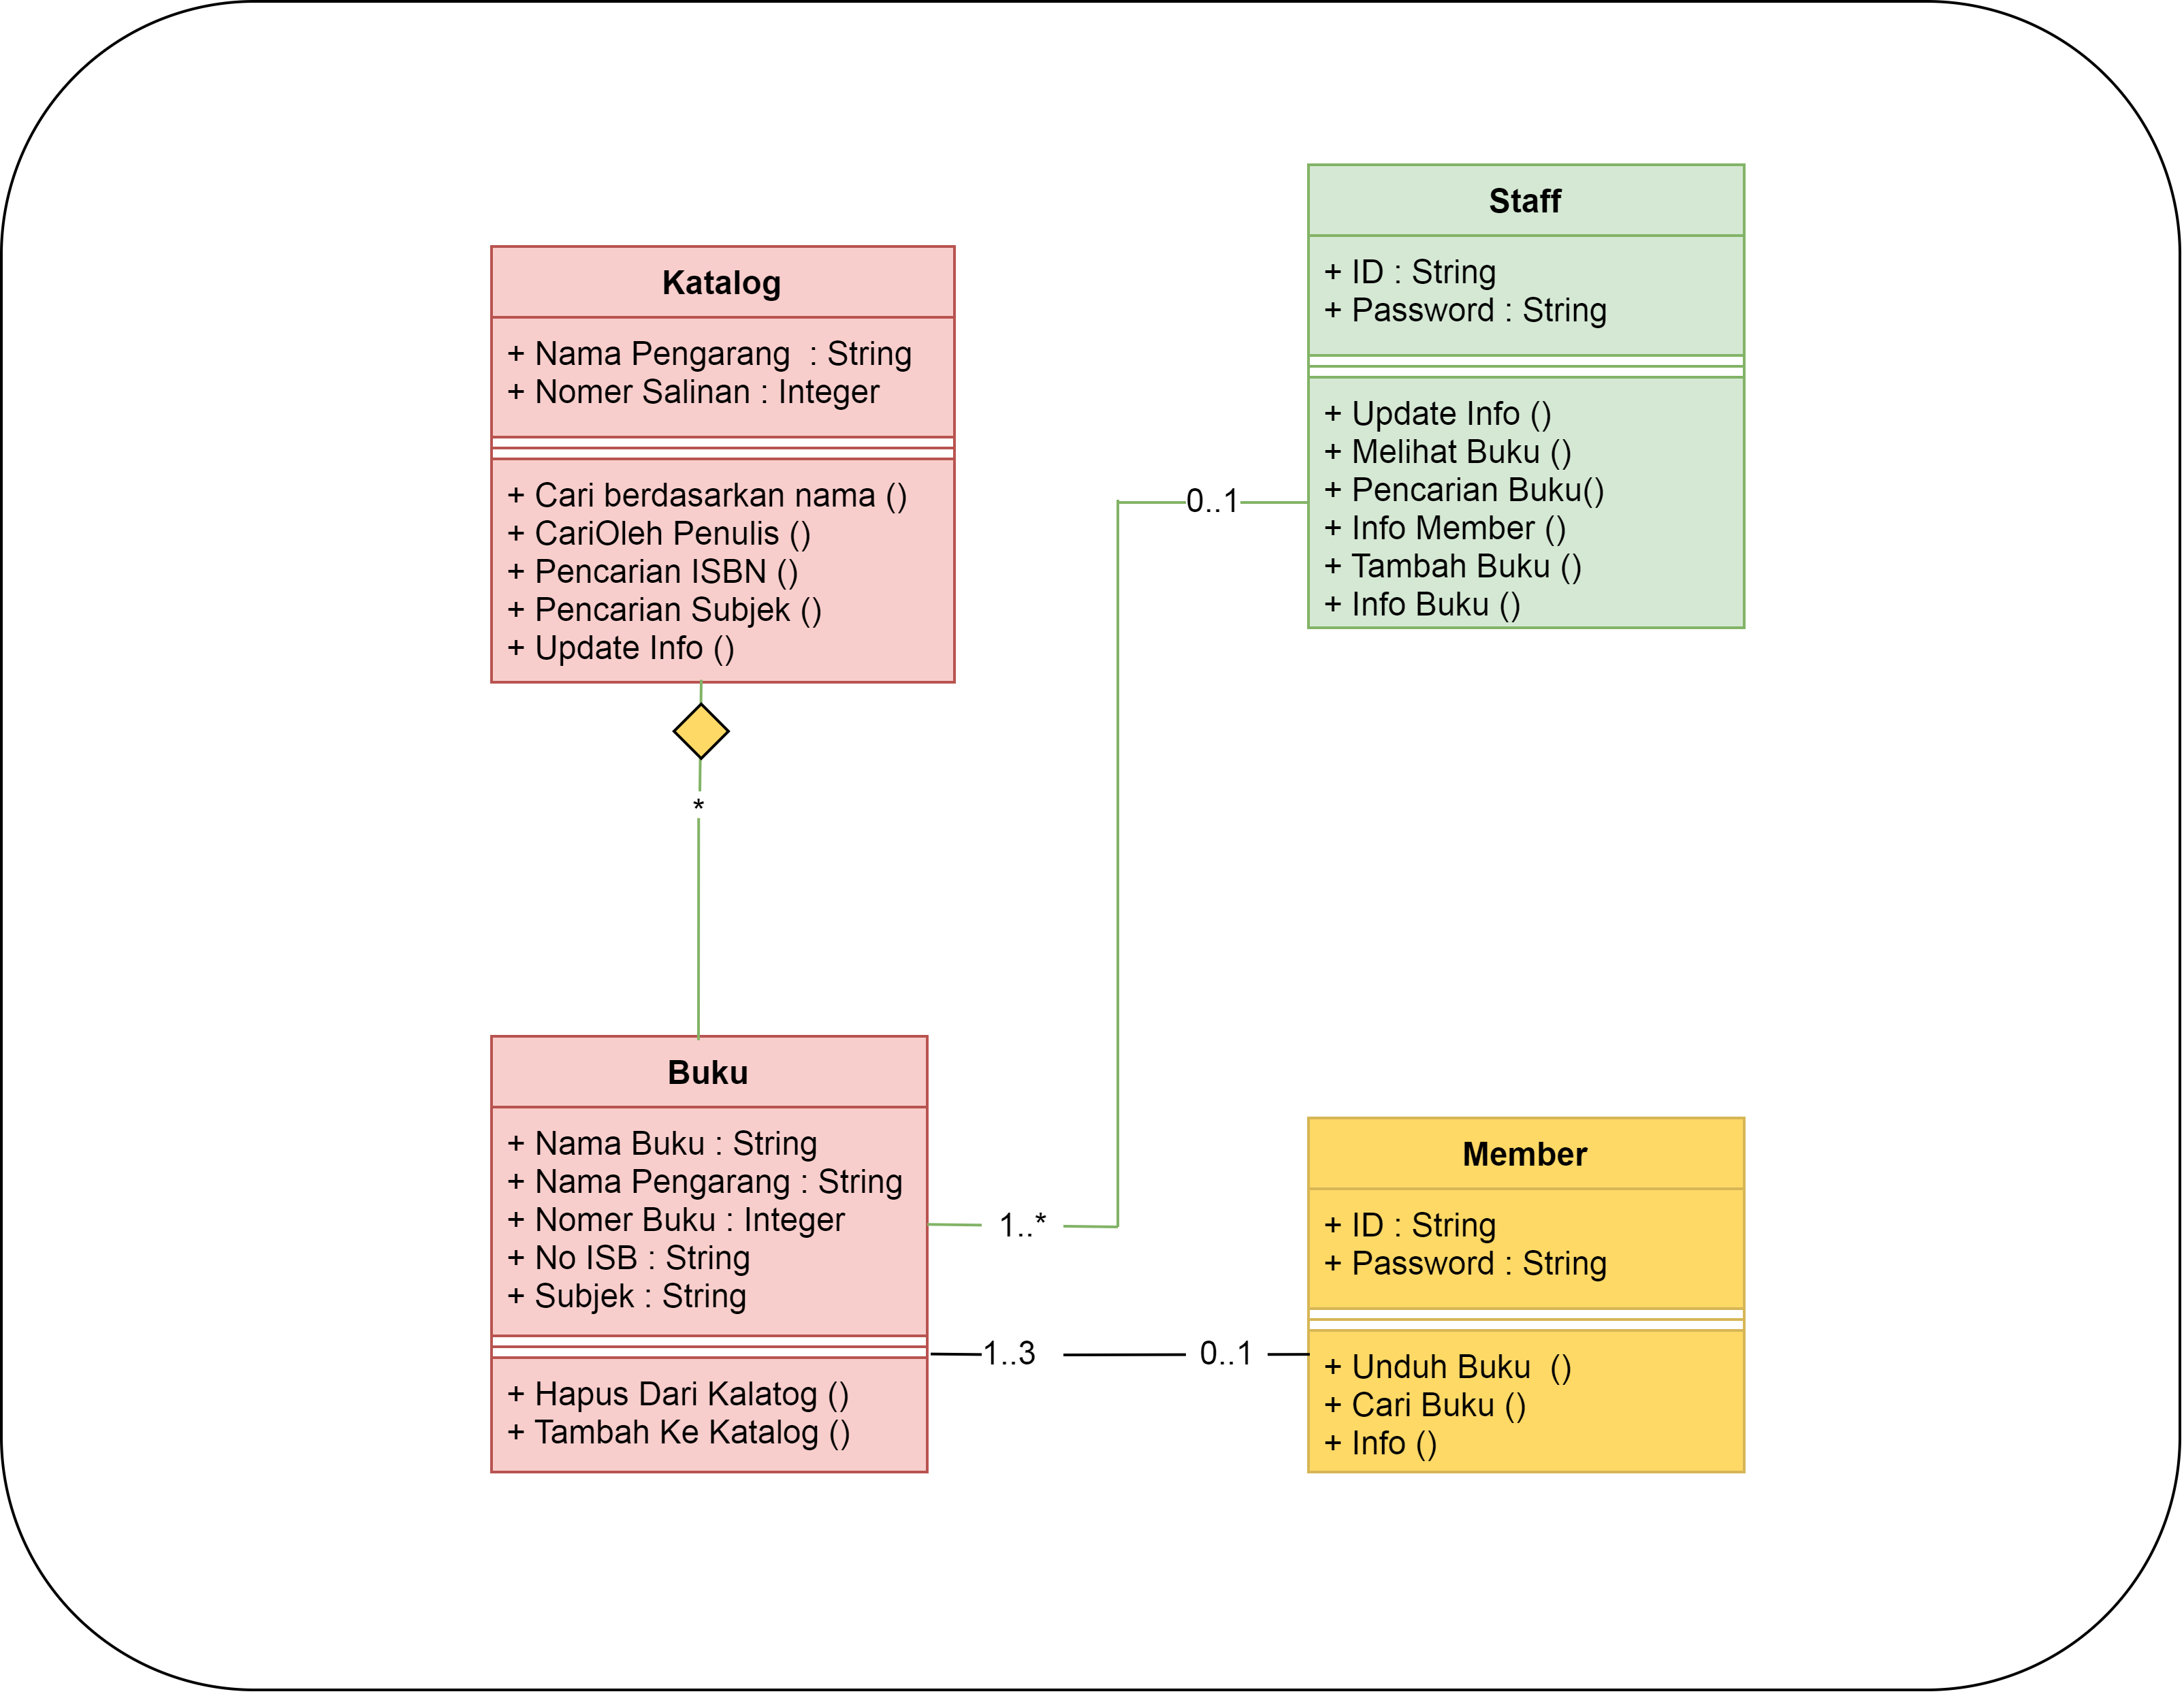 Katalog
+ Nama Pengarang  : String
+ Nomer Salinan : Integer
+ Cari berdasarkan nama ()
+ CariOleh Penulis ()
+ Pencarian ISBN ()
+ Pencarian Subjek ()
+ Update Info ()
Staff
+ ID : String
+ Password : String
+ Update Info ()
+ Melihat Buku ()
+ Pencarian Buku()
+ Info Member ()
+ Tambah Buku ()
+ Info Buku ()
0..1
*
Buku
+ Nama Buku : String
+ Nama Pengarang : String
+ Nomer Buku : Integer
+ No ISB : String
+ Subjek : String
+ Hapus Dari Kalatog ()
+ Tambah Ke Katalog ()
1..*
1..3
0..1
Member
+ ID : String
+ Password : String
+ Unduh Buku  ()
+ Cari Buku ()
+ Info ()